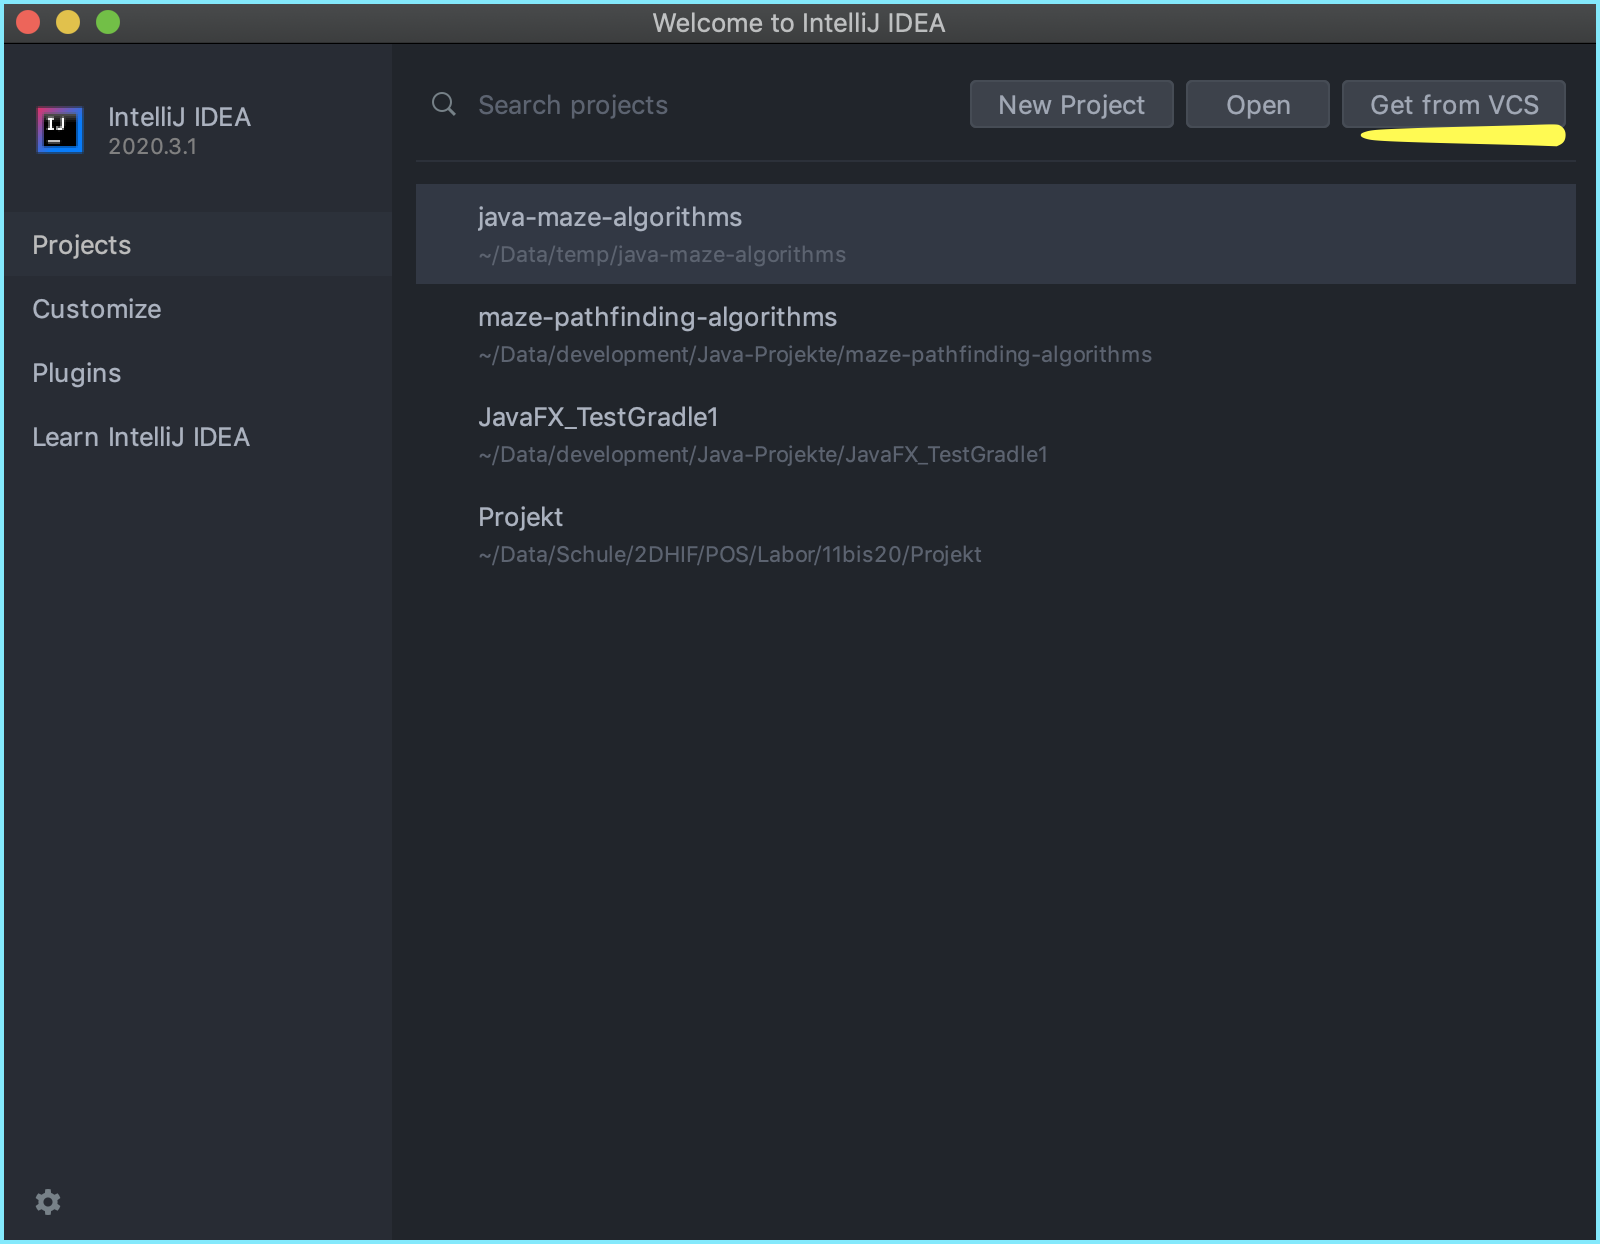 Welcome to IntelliJ IDEA
IJ
IntelliJ IDEA
2020.3.1
Projects
Customize
Plugins
Learn IntelliJ IDEA
Search projects
New Project
Open
Get from VCS
java-maze-algorithms
~/Data/temp/java-maze-algorithms
maze-pathfinding-algorithms
~/Data/development/Java-Projekte/maze-pathfinding-algorithms
JavaFX_TestGradle1
~/Data/development/Java-Projekte/JavaFX_TestGradle1
Projekt
~/Data/Schule/2DHIF/POS/Labor/11bis20/Projekt